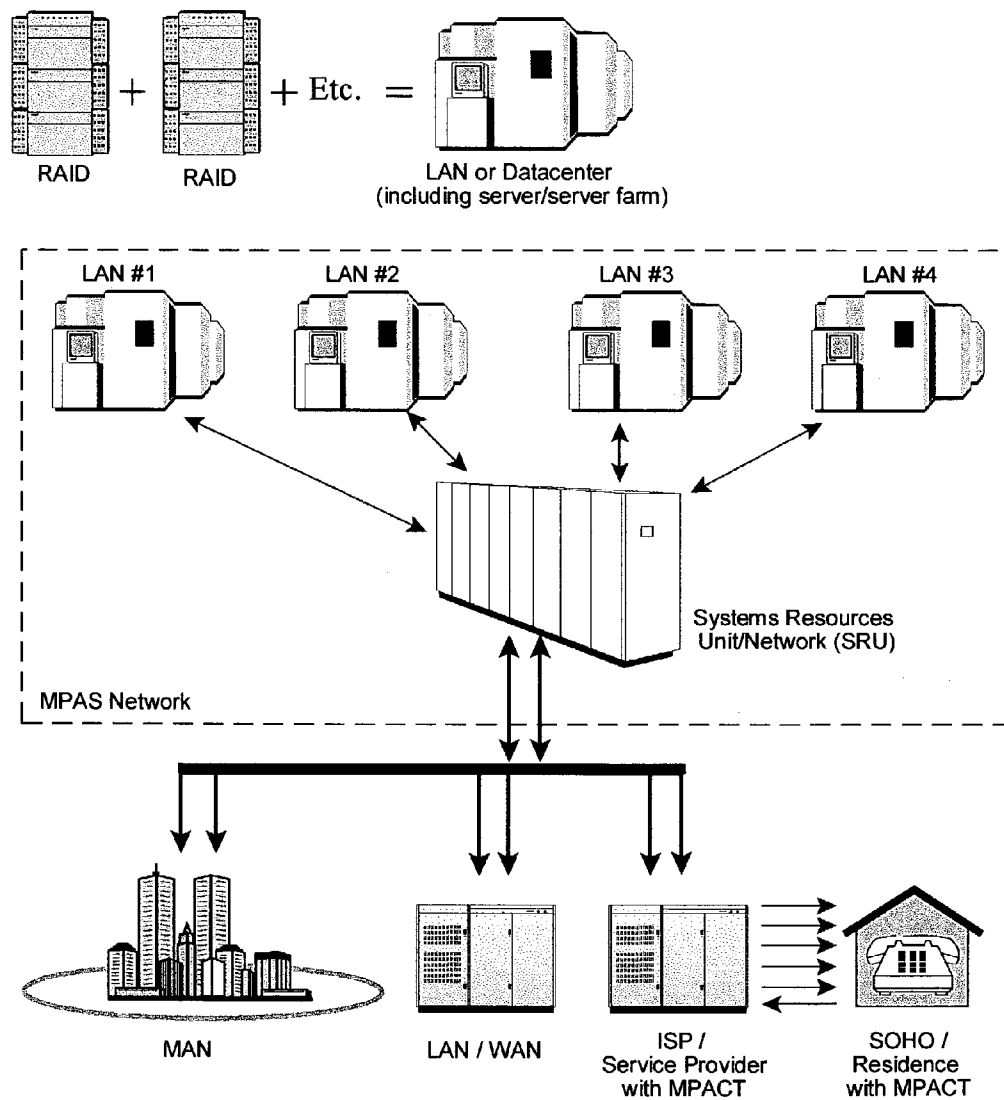 + + Etc. =
RAID RAID
LAN or Datacenter
(including server/server farm)
LAN #1 LAN #2 LAN #3 LAN #4
Systems Resources
Unit/Network (SRU)
MPAS Network
MAN
LAN / WAN
ISP /
Service Provider
with MPACT
SOHO /
Residence
with MPACT